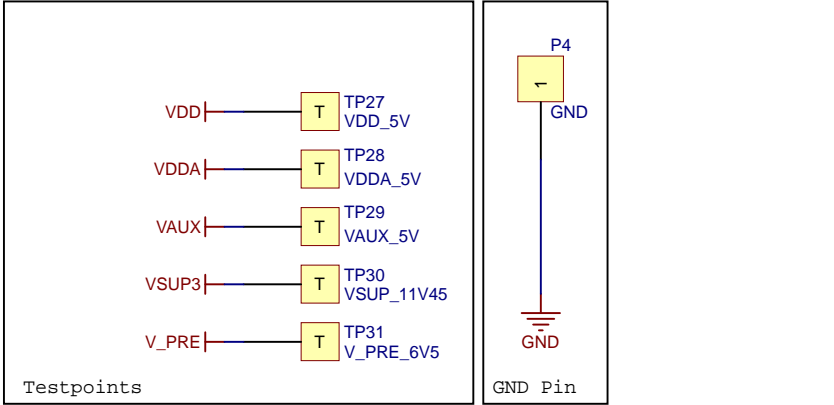 VDD
T
TP27
VDD_5V
VDDA
T
TP28
VDDA_5V
VAUX
T
TP29
VAUX_5V
VSUP3
T
TP30
VSUP_11V45
V_PRE
T
TP31
V_PRE_6V5
Testpoints
P4
1
GND
GND
GND Pin